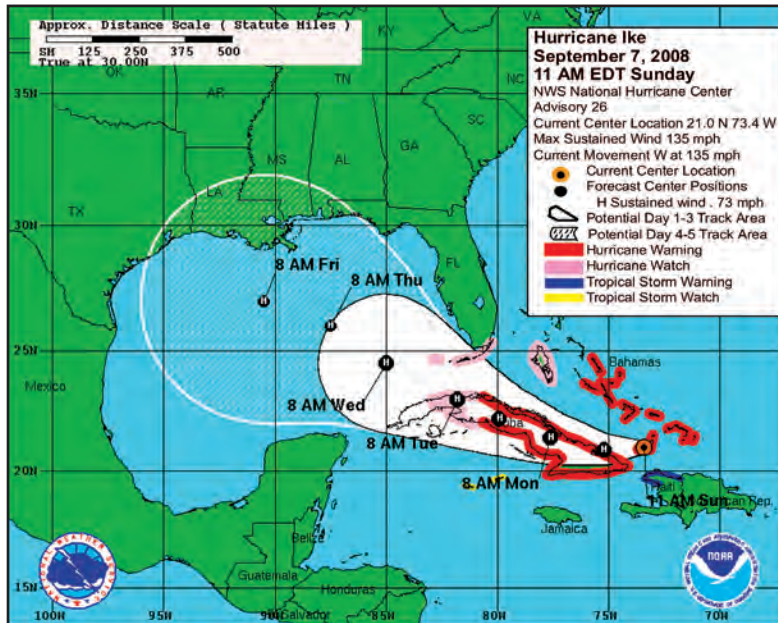 Approx. Distance Scale ( Statute Miles )
SM 125 250 375 500
True at 30.00N
Hurricane Ike
September 7, 2008
11 AM EDT Sunday
NWS National Hurricane Center
Advisory 26
Current Center Location 21.0 N 73.4 W
Max Sustained Wind 135 mph
Current Movement W at 135 mph
Current Center Location
Forecast Center Positions
H Sustained wind . 73 mph
Potential Day 1-3 Track Area
Potential Day 4-5 Track Area
Hurricane Warning
Hurricane Watch
Tropical Storm Warning
Tropical Storm Watch
KY
VA
OK
TN
NC
AR
35N
SC
MS
AL
GA
LA
TX
30N
8 AM Fri
8 AM Thu
FL
H
H
25N
Bahamas
H
Mexico
8 AM Wed
H
H
8 AM Tue
H
H
20N
8 AM Mon
Haiti
11 AM Sun
Rep.
Jamaica
Belize
NOAA
Guatemala
Honduras
15N
Salvador
100W
95W
90W
85W
80W
75W